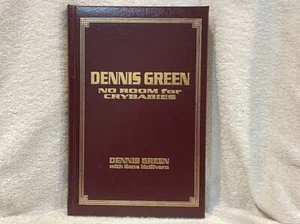 DENNIS GREEN
NO ROOM for
CRYBABIES
DENNIS GREEN
with Gene McGivern